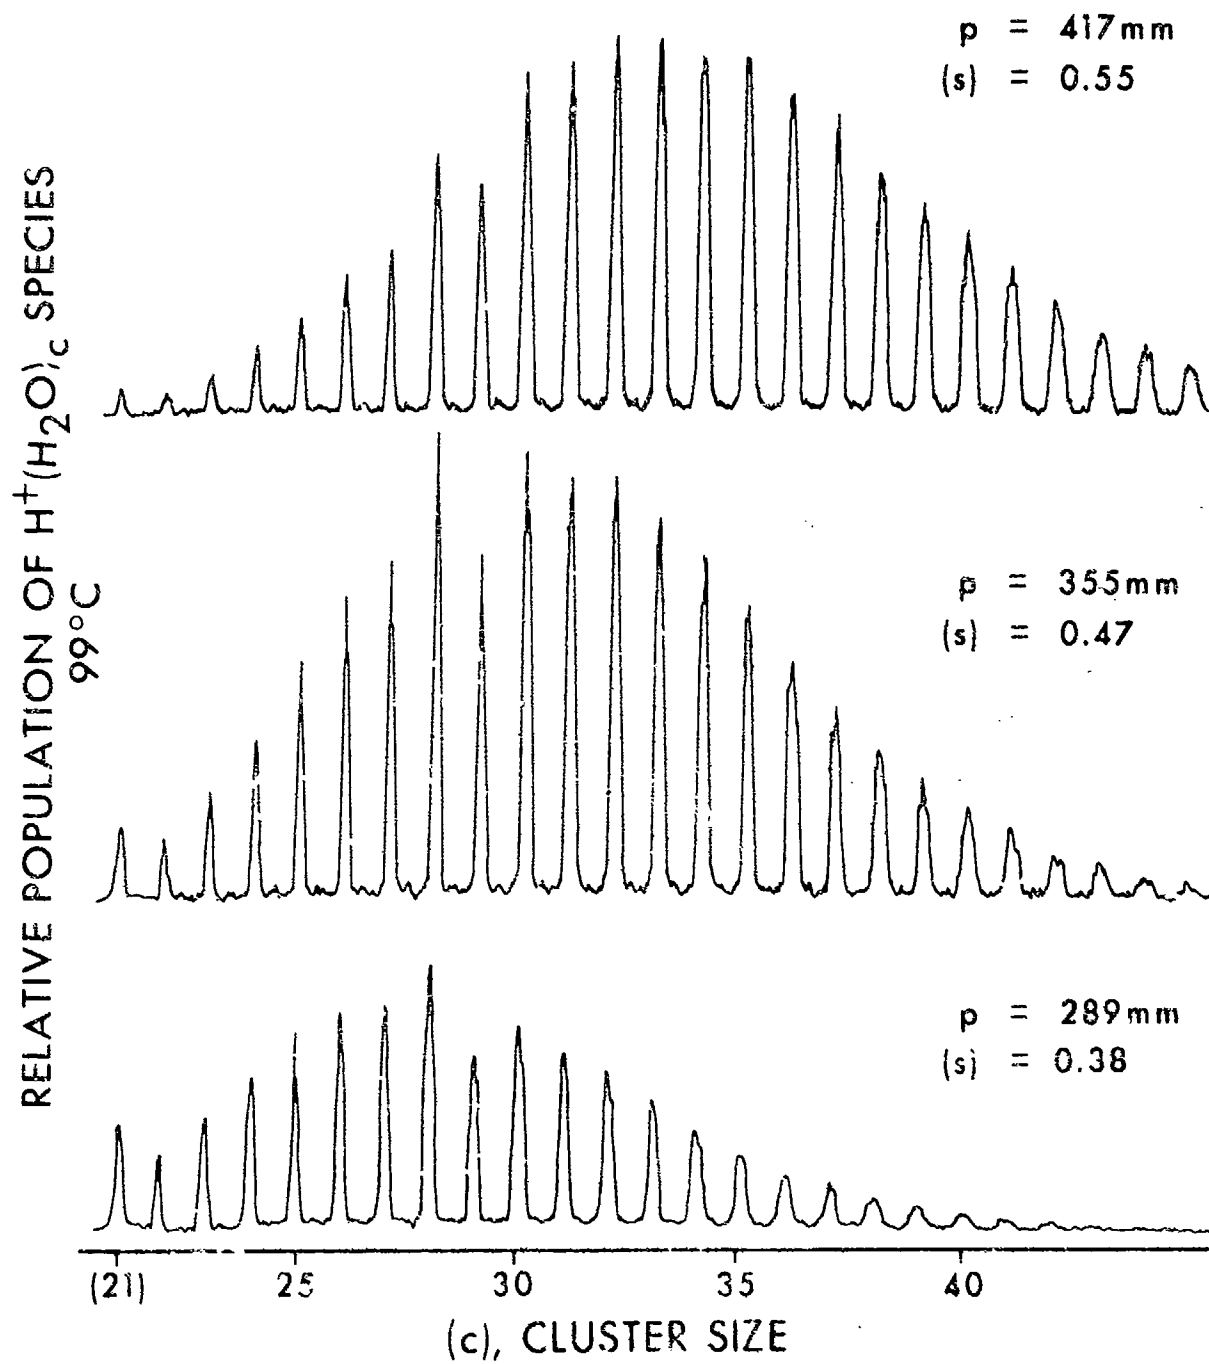 p = 417mm
(s) = 0.55
RELATIVE POPULATION OF H⁺(H₂O)c SPECIES
99°C
p = 355mm
(s) = 0.47
p = 289mm
(s) = 0.38
(21) 25 30 35 40
(c), CLUSTER SIZE